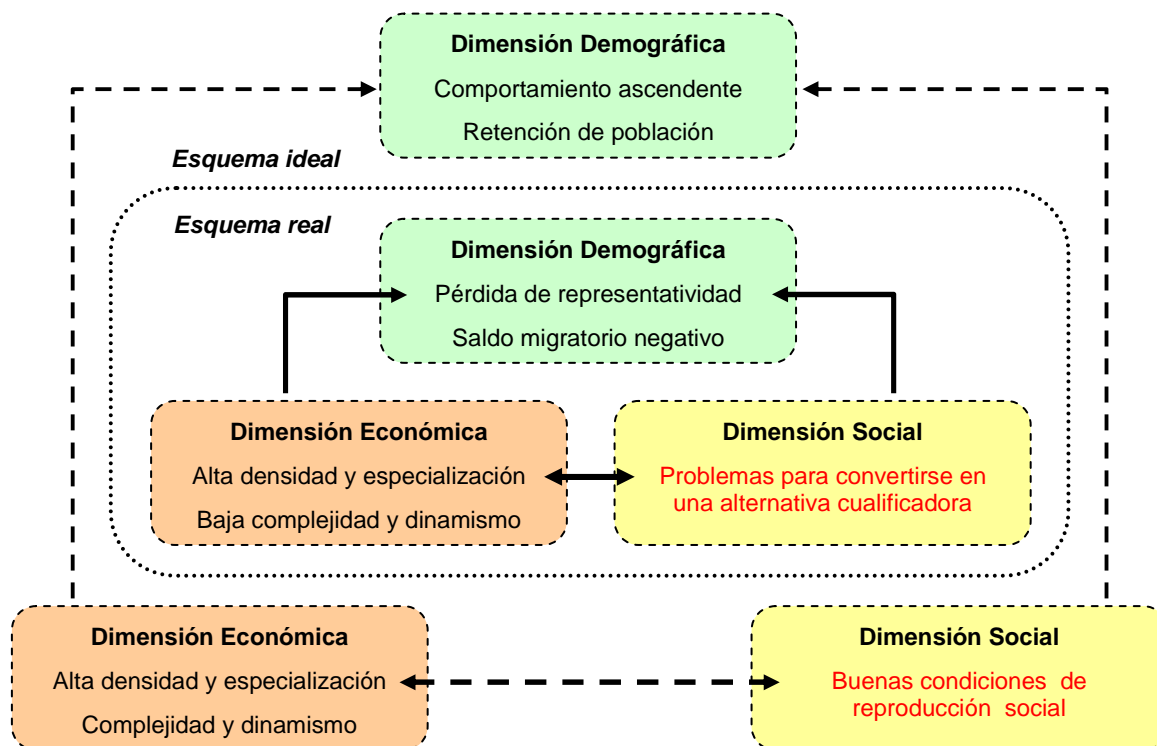 Dimensión Demográfica
Comportamiento ascendente
Retención de población
Esquema ideal
Esquema real
Dimensión Demográfica
Pérdida de representatividad
Saldo migratorio negativo
Dimensión Económica
Alta densidad y especialización
Baja complejidad y dinamismo
Dimensión Social
Problemas para convertirse en
una alternativa cualificadora
Dimensión Económica
Alta densidad y especialización
Complejidad y dinamismo
Dimensión Social
Buenas condiciones de
reproducción social